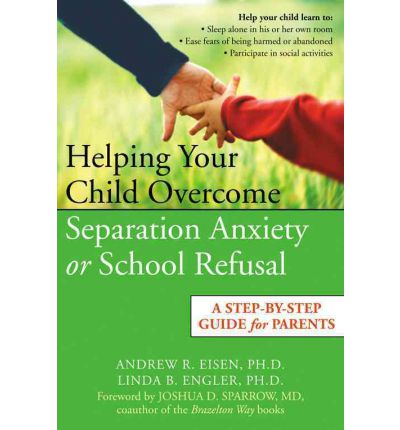 Help your child learn to:
• Sleep alone in his or her own room
• Ease fears of being harmed or abandoned
• Participate in social activities
Helping Your
Child Overcome
Separation Anxiety
or School Refusal
A STEP-BY-STEP
GUIDE for PARENTS
ANDREW R. EISEN, PH.D.
LINDA B. ENGLER, PH.D.
Foreword by JOSHUA D. SPARROW, MD,
coauthor of the Brazelton Way books